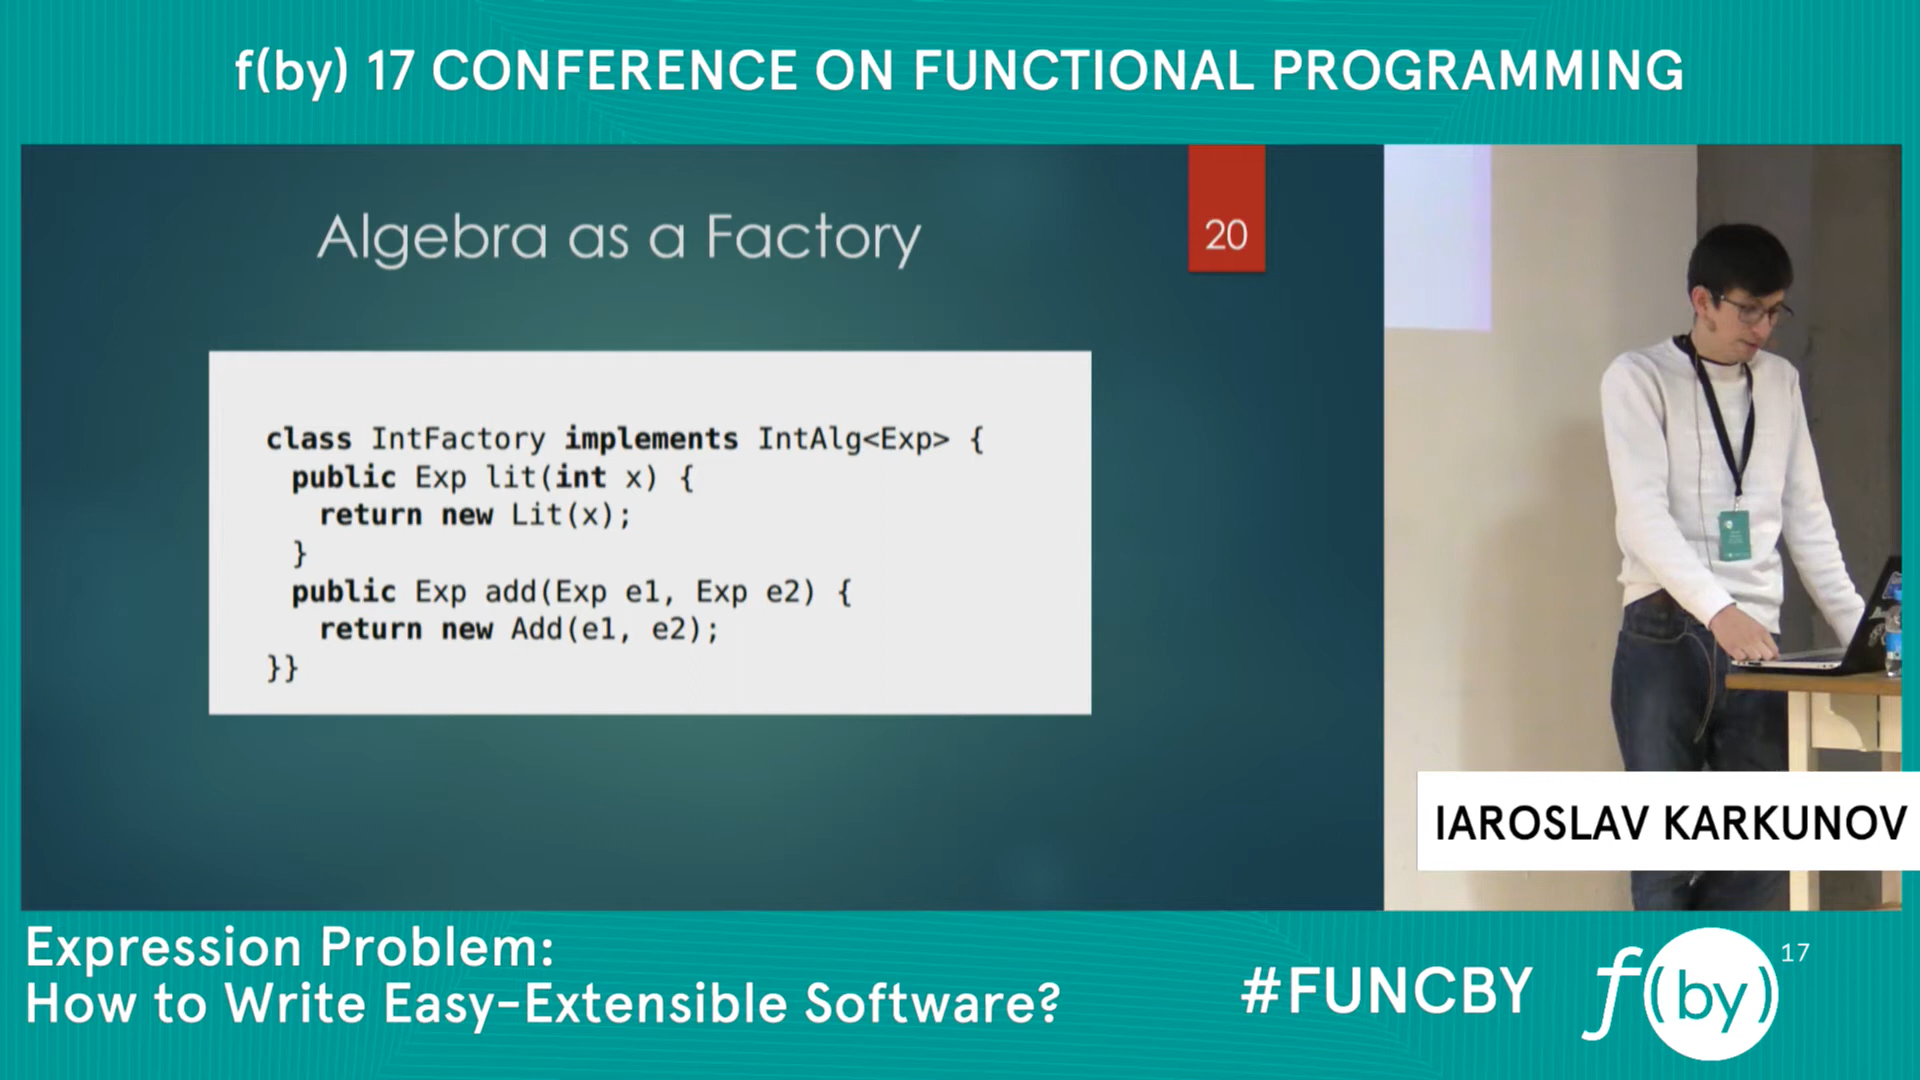 f(by) 17 CONFERENCE ON FUNCTIONAL PROGRAMMING
Algebra as a Factory
20
class IntFactory implements IntAlg<Exp> {
public Exp lit(int x) {
return new Lit(x);
}
public Exp add(Exp e1, Exp e2) {
return new Add(e1, e2);
}}
IAROSLAV KARKUNOV
Expression Problem:
How to Write Easy-Extensible Software?
#FUNCBY
f(by) 17